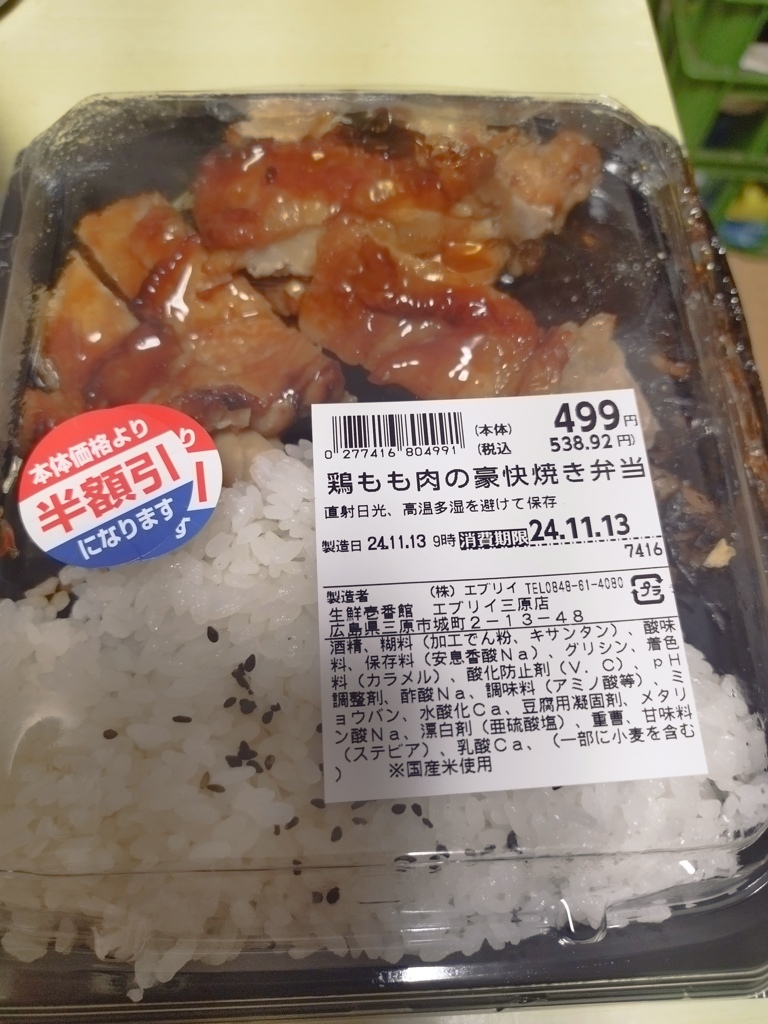 本体価格より
半額引
になります
り
!
す
0 277416 804991
(本体) 499円
(税込 538.92円)
鶏もも肉の豪快焼き弁当
直射日光、高温多湿を避けて保存
製造日 24.11.13 9時 消費期限 24.11.13
7416
製造者 (株) エブリイ TEL0848-61-4080
プラ
生鮮壱番館 エブリイ三原店
広島県三原市城町2-13-48
酒精、糊料(加工でん粉、キサンタン)、酸味
料、保存料(安息香酸Na)、グリシン、着色
料(カラメル)、酸化防止剤(V.C)、pH
調整剤、酢酸Na、調味料(アミノ酸等)、ミ
ョウバン、水酸化Ca、豆腐用凝固剤、メタリ
ン酸Na、漂白剤(亜硫酸塩)、重曹、甘味料
(ステビア)、乳酸Ca、(一部に小麦を含む
) ※国産米使用